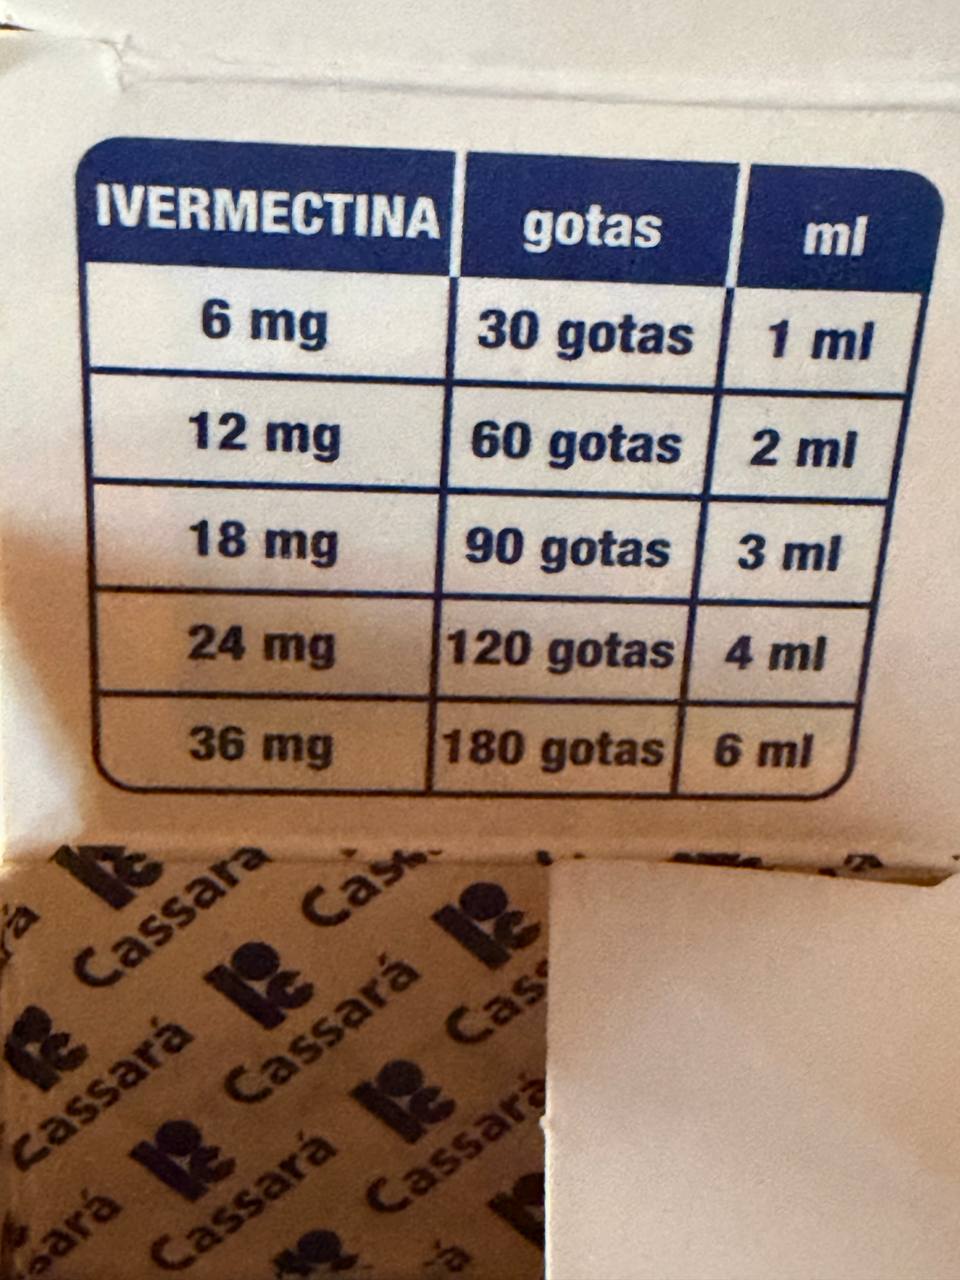 IVERMECTINA gotas ml
6 mg 30 gotas 1 ml
12 mg 60 gotas 2 ml
18 mg 90 gotas 3 ml
24 mg 120 gotas 4 ml
36 mg 180 gotas 6 ml
Cassará
Cassará
Cassará
Cassará
Cassará
Cassará